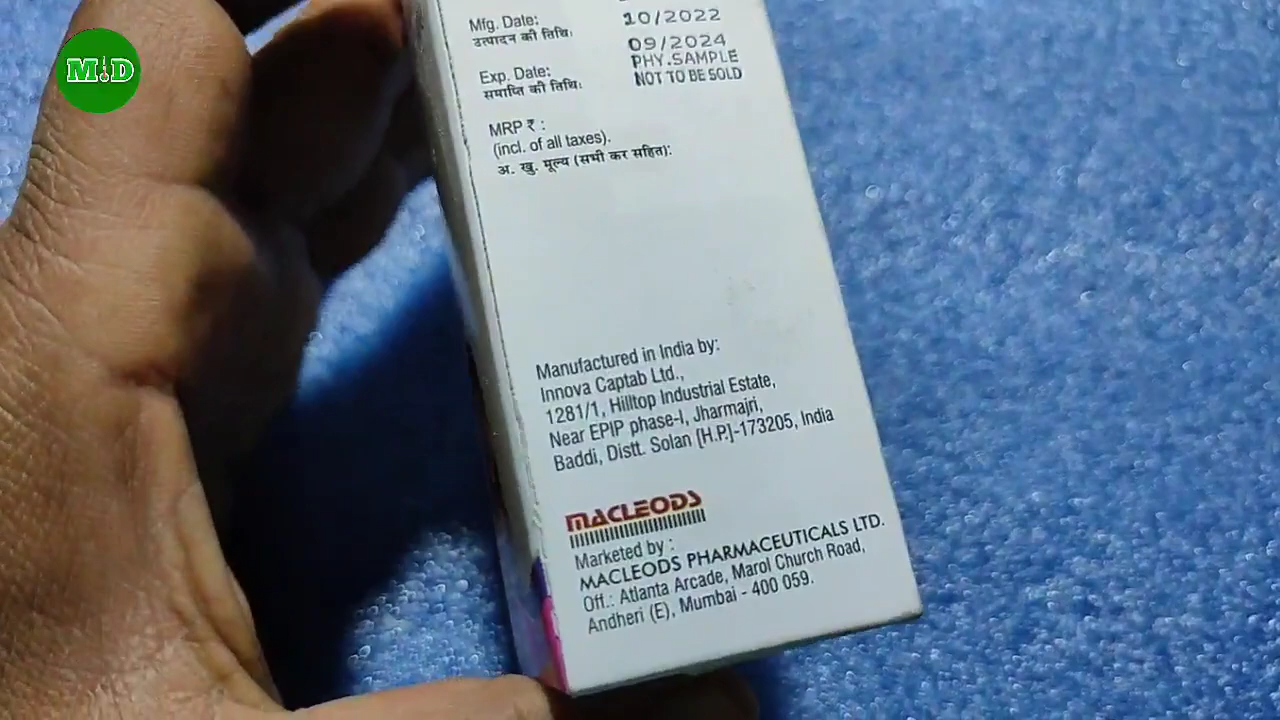 M D
Mfg. Date: 10/2022
उत्पादन की तिथि:
09/2024
Exp. Date: PHY.SAMPLE
समाप्ति की तिथि: NOT TO BE SOLD
MRP ₹ :
(incl. of all taxes).
अ. खु. मूल्य (सभी कर सहित):
Manufactured in India by:
Innova Captab Ltd.,
1281/1, Hilltop Industrial Estate,
Near EPIP phase-I, Jharmajri,
Baddi, Distt. Solan [H.P.]-173205, India
MACLEODS
Marketed by :
MACLEODS PHARMACEUTICALS LTD.
Off.: Atlanta Arcade, Marol Church Road,
Andheri (E), Mumbai - 400 059.